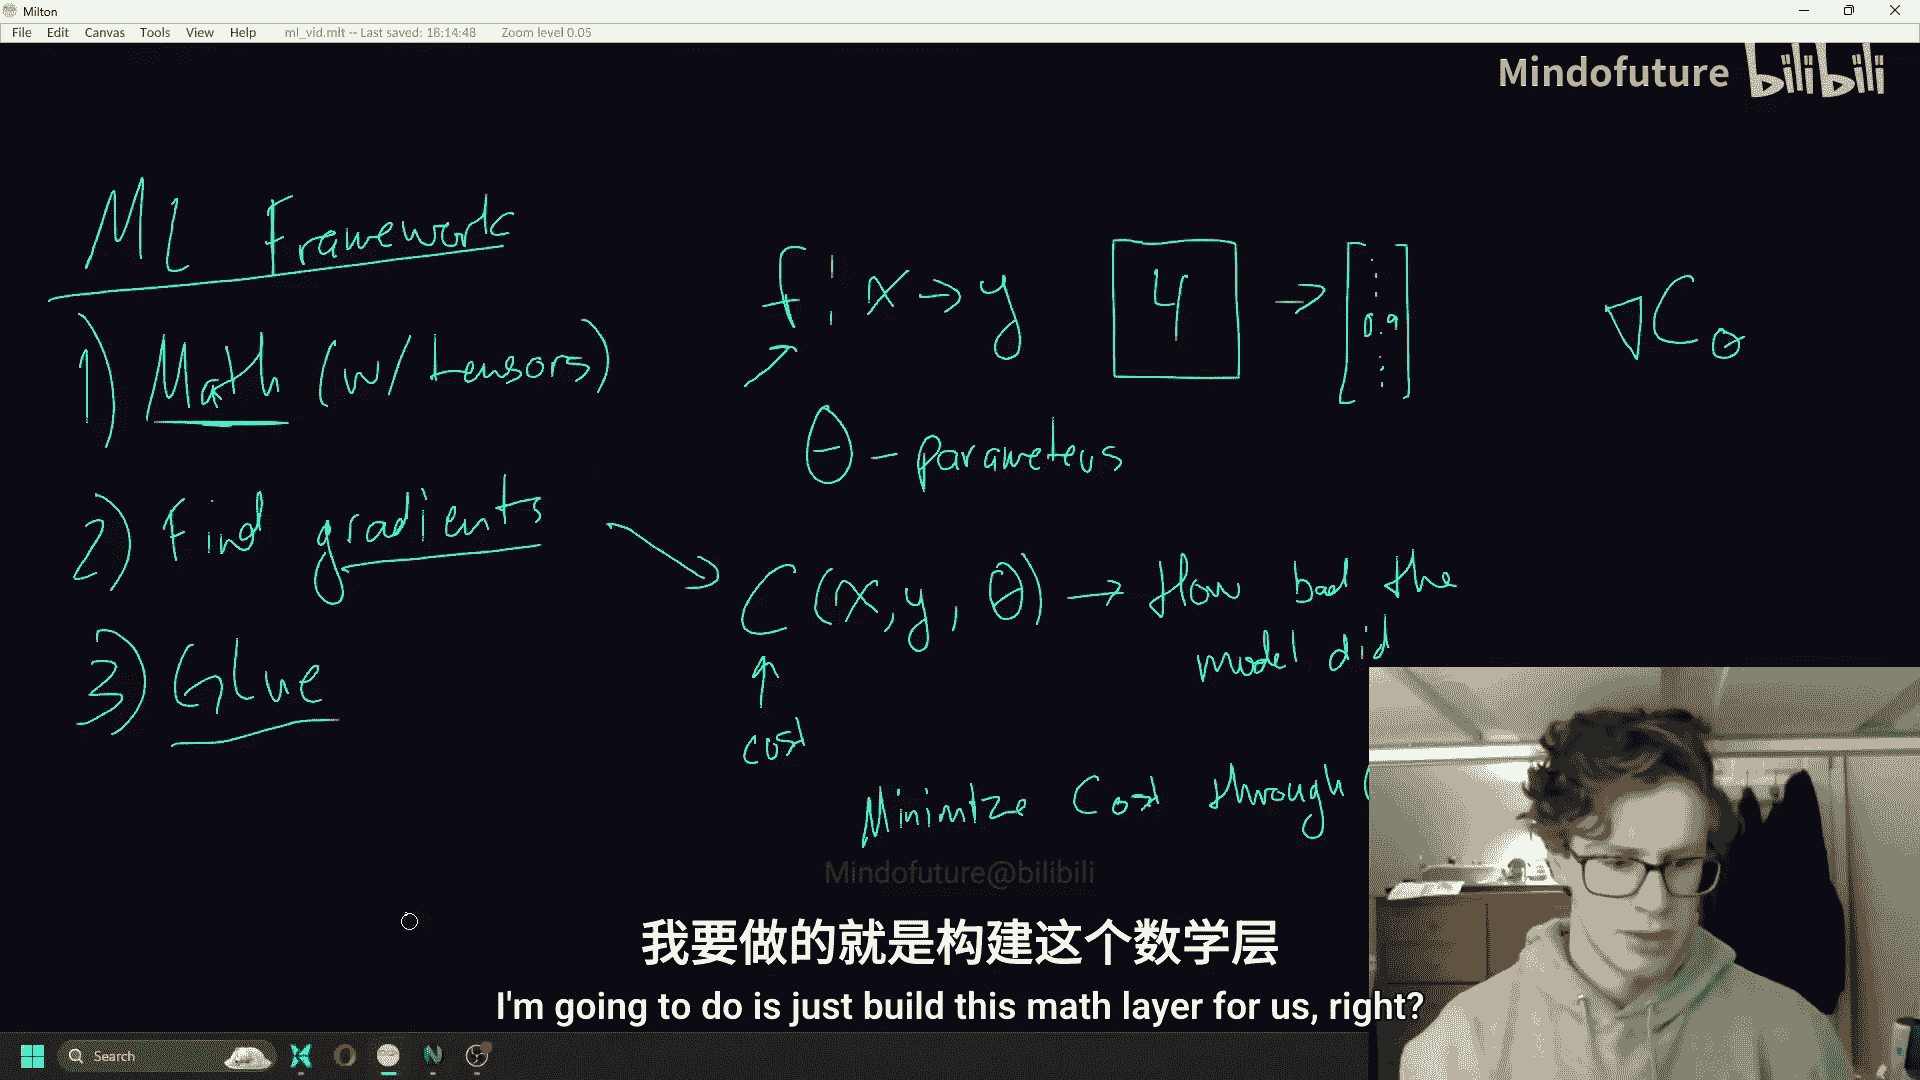 Milton
File Edit Canvas Tools View Help ml_vid.mlt -- Last saved: 18:14:48 Zoom level 0.05
Mindofuture bilibili
ML Framework
1) Math (w/ tensors)
2) Find gradients
3) Glue
f: x → y
4 → [0.9]
∇C_θ
θ - parameters
C(x, y, θ) → How bad the
model did
↑
cost
Minimize Cost through (
Mindofuture@bilibili
我要做的就是构建这个数学层
I'm going to do is just build this math layer for us, right?
Search